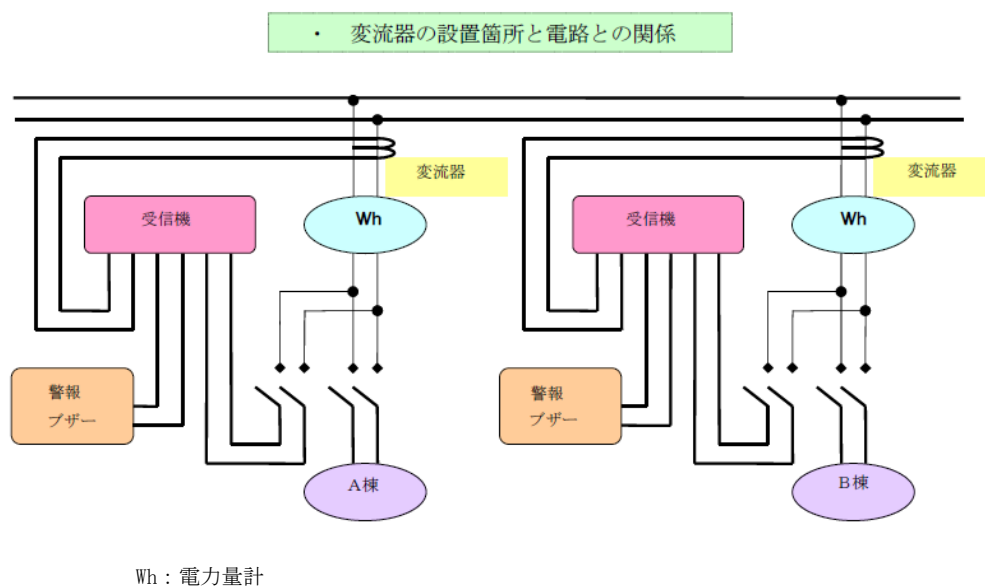 ・ 変流器の設置箇所と電路との関係
変流器
変流器
受信機
Wh
受信機
Wh
警報
ブザー
警報
ブザー
A棟
B棟
Wh：電力量計